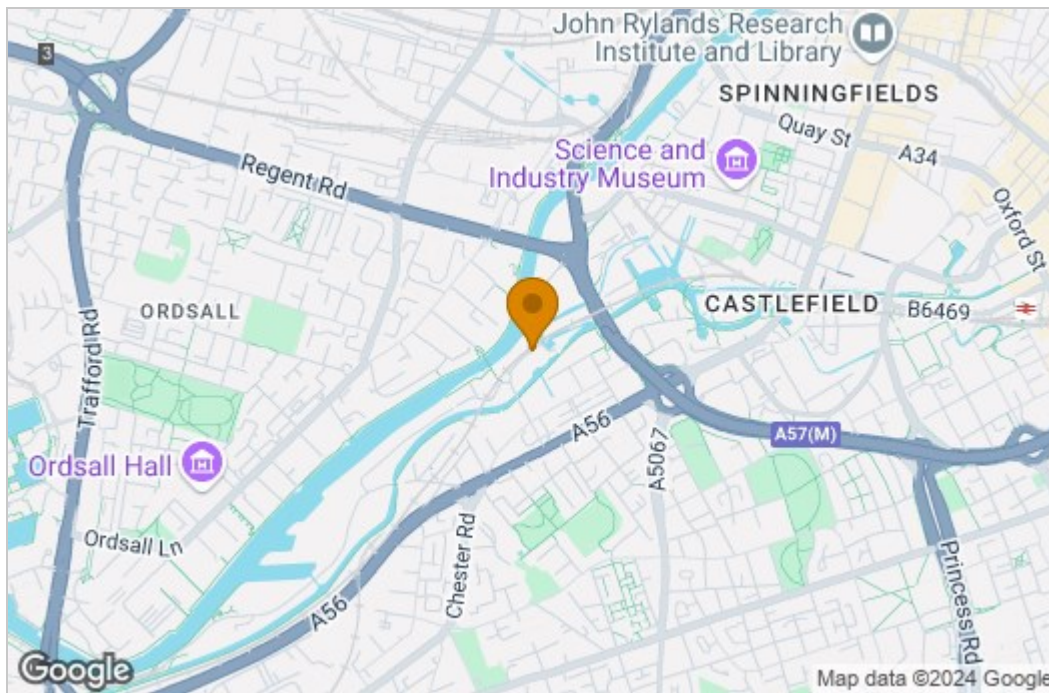 John Rylands Research
Institute and Library
3
SPINNINGFIELDS
Quay St
A34
Science and
Industry Museum
Regent Rd
Oxford St
ORDSALL
CASTLEFIELD
B6469
Trafford Rd
A56
A57(M)
A5067
Ordsall Hall
Ordsall Ln
Chester Rd
A56
Princess Rd
Google
Map data ©2024 Google